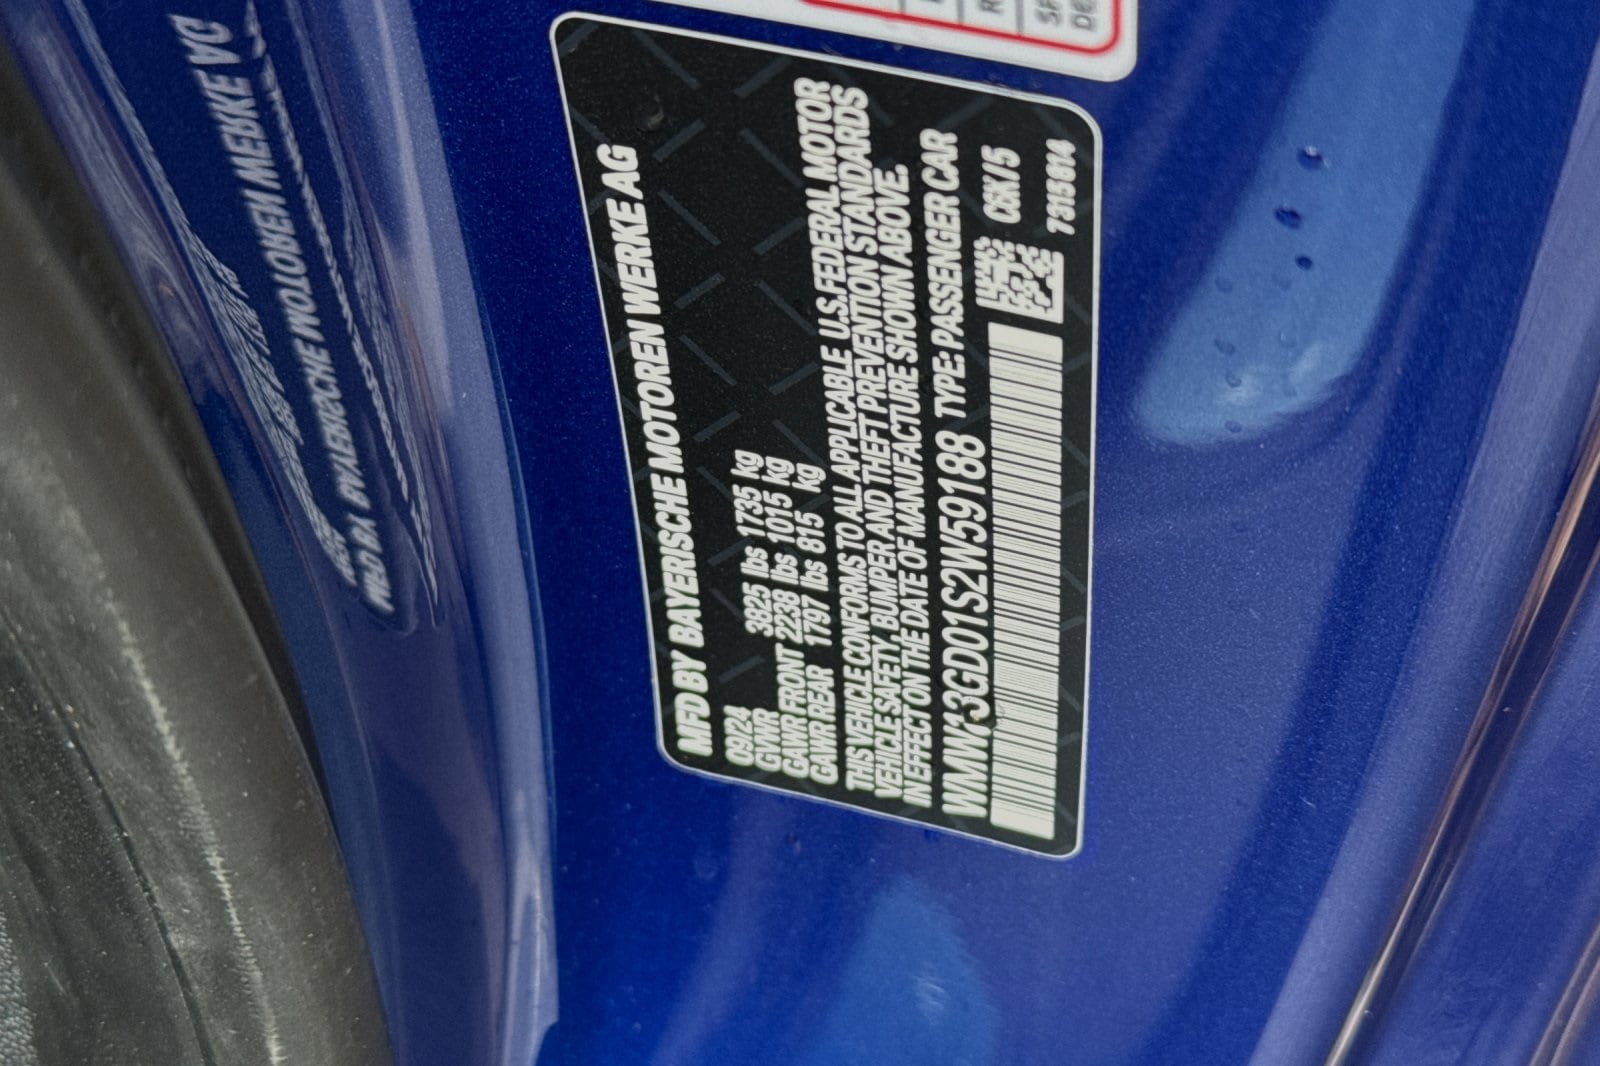 MFD BY BAYERISCHE MOTOREN WERKE AG
09/24
GVWR 3825 lbs 1735 kg
GAWR FRONT 2238 lbs 1015 kg
GAWR REAR 1797 lbs 815 kg
THIS VEHICLE CONFORMS TO ALL APPLICABLE U.S. FEDERAL MOTOR
VEHICLE SAFETY, BUMPER AND THEFT PREVENTION STANDARDS
IN EFFECT ON THE DATE OF MANUFACTURE SHOWN ABOVE.
WMW13GD01S2W59188 TYPE: PASSENGER CAR
C6K/5
7315614